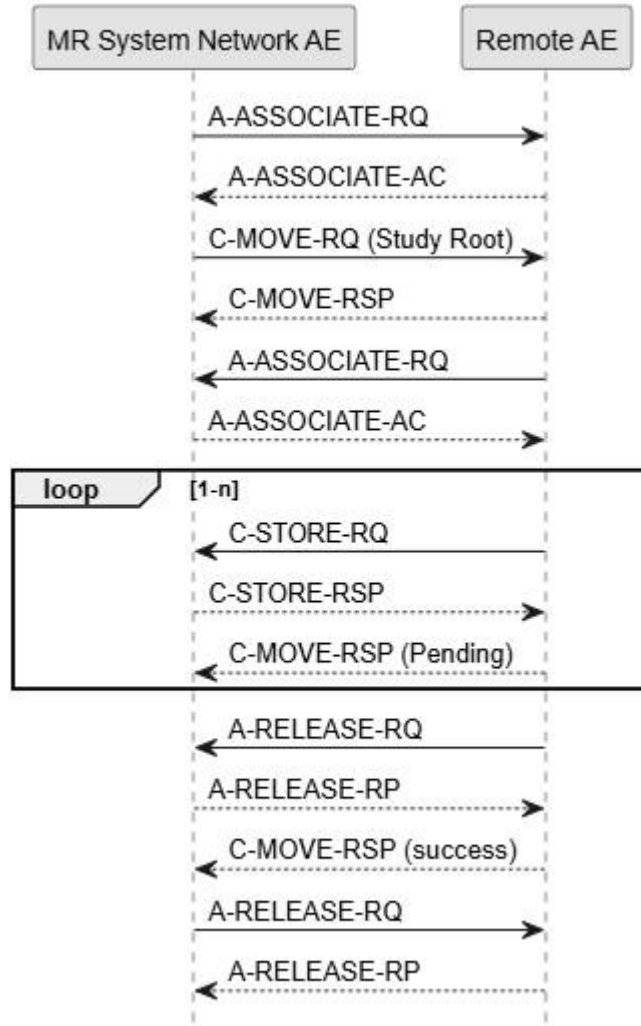 MR System Network AE
Remote AE
A-ASSOCIATE-RQ
A-ASSOCIATE-AC
C-MOVE-RQ (Study Root)
C-MOVE-RSP
A-ASSOCIATE-RQ
A-ASSOCIATE-AC
loop [1-n]
C-STORE-RQ
C-STORE-RSP
C-MOVE-RSP (Pending)
A-RELEASE-RQ
A-RELEASE-RP
C-MOVE-RSP (success)
A-RELEASE-RQ
A-RELEASE-RP